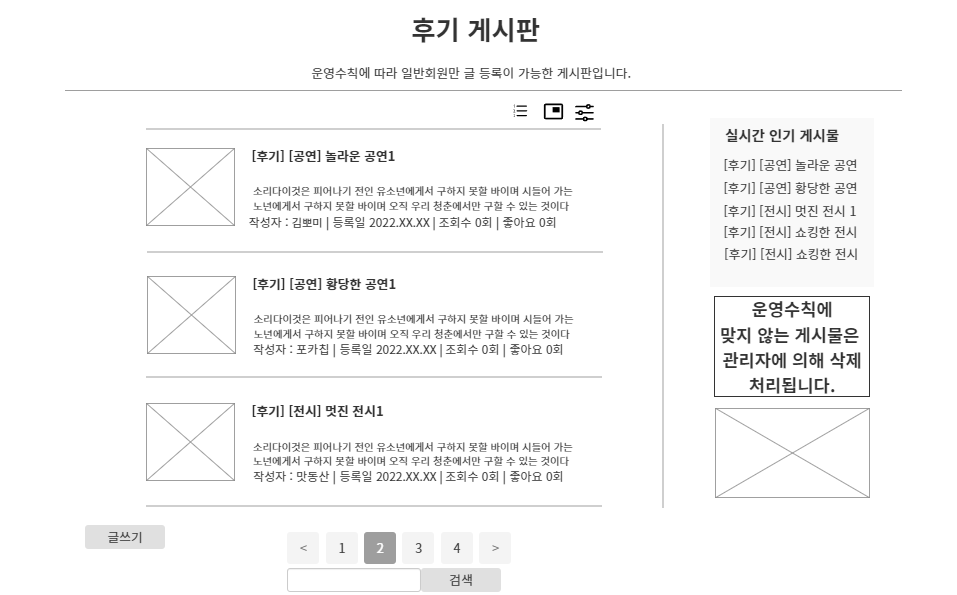 후기 게시판
운영수칙에 따라 일반회원만 글 등록이 가능한 게시판입니다.
[후기] [공연] 놀라운 공연1
소리다이것은 피어나기 전인 유소년에게서 구하지 못할 바이며 시들어 가는
노년에게서 구하지 못할 바이며 오직 우리 청춘에서만 구할 수 있는 것이다
작성자 : 김뽀미 | 등록일 2022.XX.XX | 조회수 0회 | 좋아요 0회
[후기] [공연] 황당한 공연1
소리다이것은 피어나기 전인 유소년에게서 구하지 못할 바이며 시들어 가는
노년에게서 구하지 못할 바이며 오직 우리 청춘에서만 구할 수 있는 것이다
작성자 : 포카칩 | 등록일 2022.XX.XX | 조회수 0회 | 좋아요 0회
[후기] [전시] 멋진 전시1
소리다이것은 피어나기 전인 유소년에게서 구하지 못할 바이며 시들어 가는
노년에게서 구하지 못할 바이며 오직 우리 청춘에서만 구할 수 있는 것이다
작성자 : 맛동산 | 등록일 2022.XX.XX | 조회수 0회 | 좋아요 0회
실시간 인기 게시물
[후기] [공연] 놀라운 공연
[후기] [공연] 황당한 공연
[후기] [전시] 멋진 전시 1
[후기] [전시] 쇼킹한 전시
[후기] [전시] 쇼킹한 전시
운영수칙에
맞지 않는 게시물은
관리자에 의해 삭제
처리됩니다.
글쓰기
< 1 2 3 4 >
검색